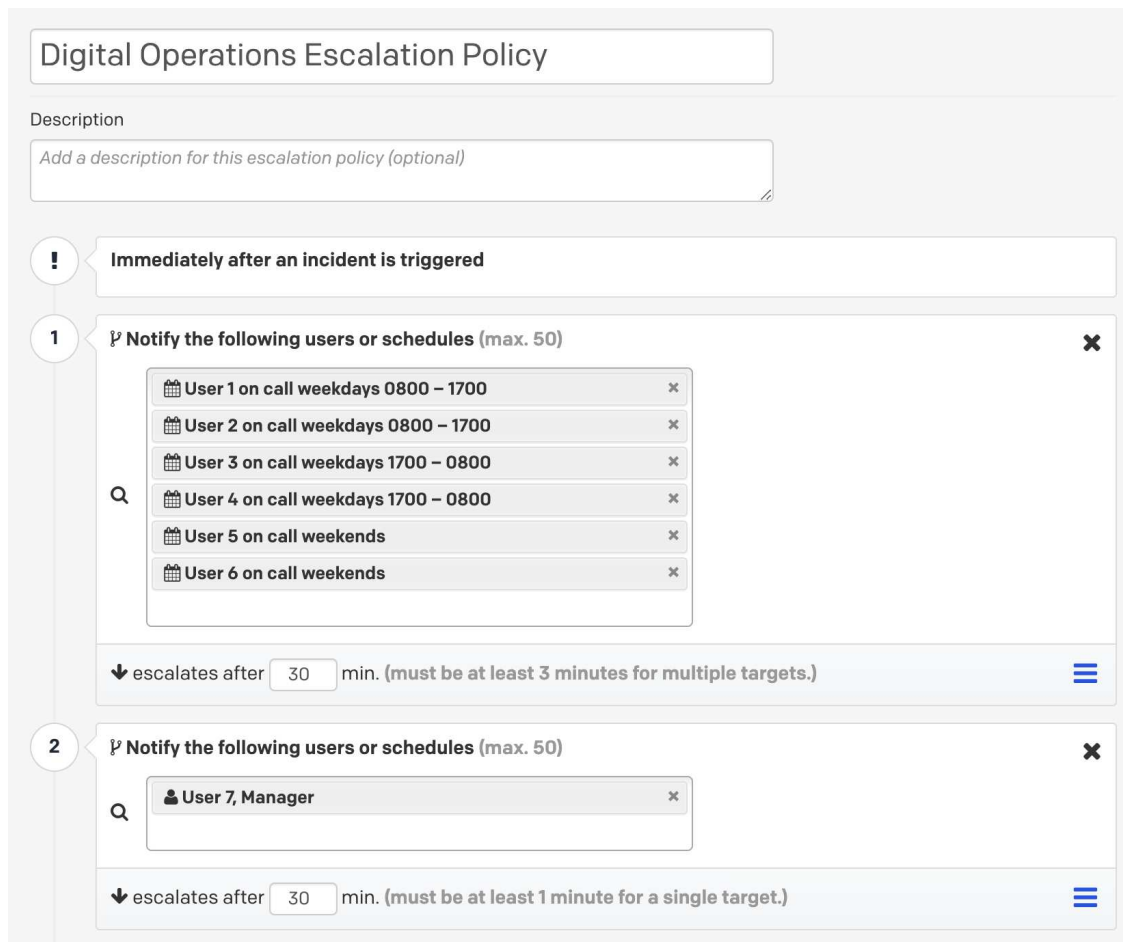 Digital Operations Escalation Policy
Description
Add a description for this escalation policy (optional)
!
Immediately after an incident is triggered
1
Notify the following users or schedules (max. 50)
User 1 on call weekdays 0800 – 1700
User 2 on call weekdays 0800 – 1700
User 3 on call weekdays 1700 – 0800
User 4 on call weekdays 1700 – 0800
User 5 on call weekends
User 6 on call weekends
escalates after 30 min. (must be at least 3 minutes for multiple targets.)
2
Notify the following users or schedules (max. 50)
User 7, Manager
escalates after 30 min. (must be at least 1 minute for a single target.)